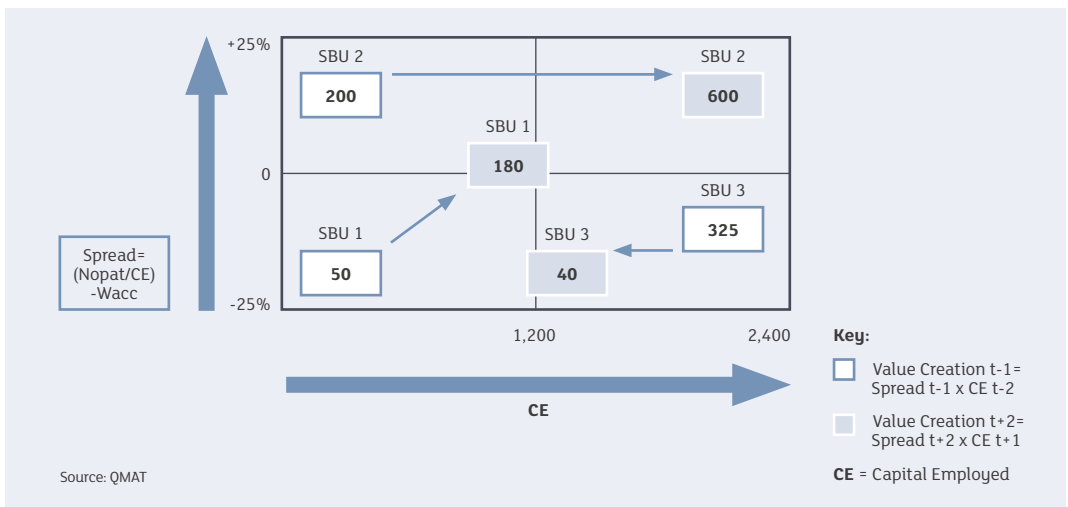 +25%
SBU 2
200
SBU 2
600
SBU 1
180
0
SBU 3
325
SBU 1
50
SBU 3
40
Spread=
(Nopat/CE)
-Wacc
-25%
1,200
2,400
CE
Key:
Value Creation t-1=
Spread t-1 x CE t-2
Value Creation t+2=
Spread t+2 x CE t+1
CE = Capital Employed
Source: QMAT